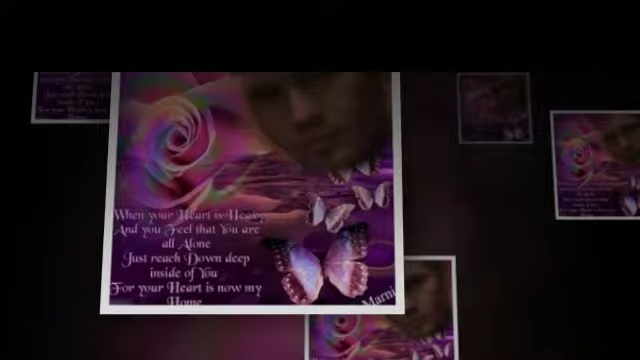 When your Heart is Heavy
And you Feel that You are
all Alone
Just reach Down deep
inside of You
For your Heart is now my
Home
Marni